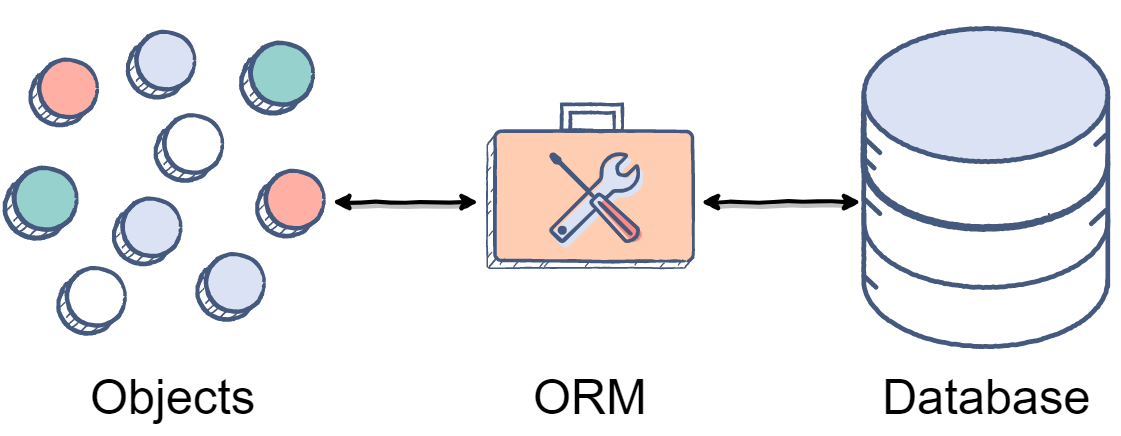 Objects
ORM
Database